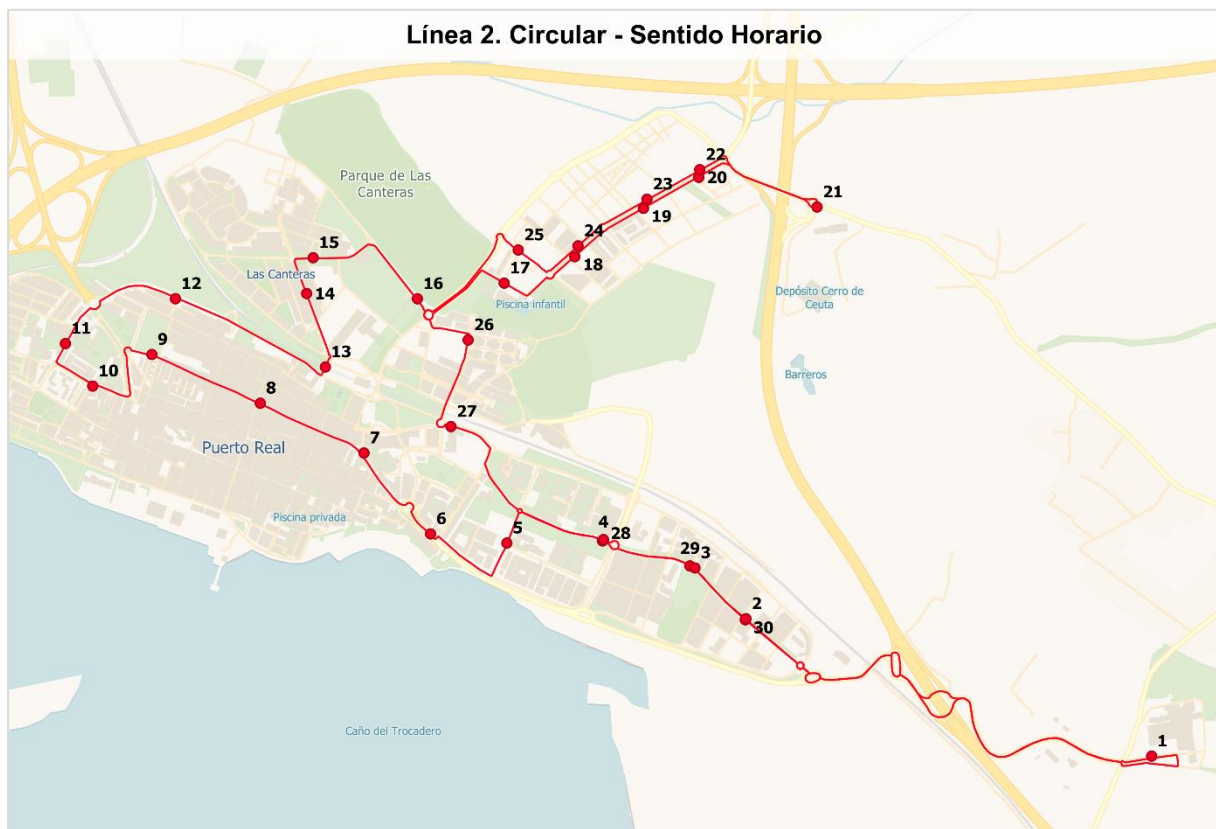 Línea 2. Circular - Sentido Horario
22
Parque de Las
Canteras
20
23
21
19
24
25
15
18
17
Las Canteras
14
Depósito Cerro de
Ceuta
12
16
Piscina infantil
26
11
9
13
Barreros
10
8
27
7
Puerto Real
Piscina privada
6
4
5
28
29
3
2
30
Caño del Trocadero
1